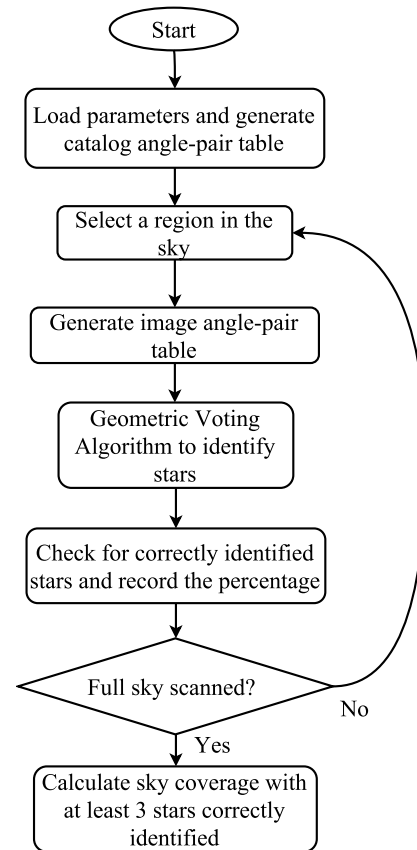 Start
Load parameters and generate
catalog angle-pair table
Select a region in the
sky
Generate image angle-pair
table
Geometric Voting
Algorithm to identify
stars
Check for correctly identified
stars and record the percentage
Full sky scanned?
No
Yes
Calculate sky coverage with
at least 3 stars correctly
identified